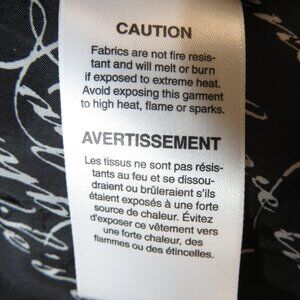 CAUTION
Fabrics are not fire resis-
tant and will melt or burn
if exposed to extreme heat.
Avoid exposing this garment
to high heat, flame or sparks.
AVERTISSEMENT
Les tissus ne sont pas résis-
tants au feu et se dissou-
draient ou brûleraient s'ils
étaient exposés à une forte
source de chaleur. Évitez
d'exposer ce vêtement vers
une forte chaleur, des
flammes ou des étincelles.